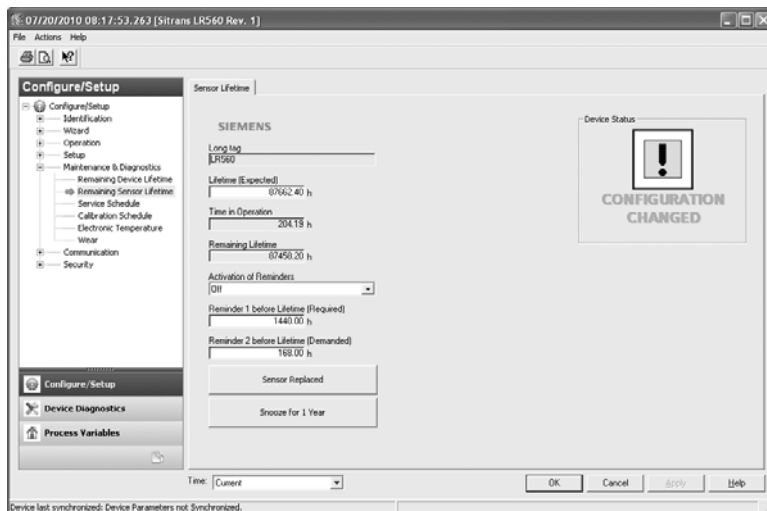 07/20/2010 08:17:53.263 [Sitrans LR560 Rev. 1]
File Actions Help
Configure/Setup
Configure/Setup
Identification
Wizard
Operation
Setup
Maintenance & Diagnostics
Remaining Device Lifetime
Remaining Sensor Lifetime
Service Schedule
Calibration Schedule
Electronic Temperature
Wear
Communication
Security
Configure/Setup
Device Diagnostics
Process Variables
Sensor Lifetime
SIEMENS
Long tag
LR560
Lifetime (Expected)
87662.40 h
Time in Operation
204.19 h
Remaining Lifetime
87458.20 h
Activation of Reminders
Off
Reminder 1 before Lifetime (Required)
1440.00 h
Reminder 2 before Lifetime (Demanded)
168.00 h
Sensor Replaced
Snooze for 1 Year
Device Status
CONFIGURATION
CHANGED
Time: Current
OK Cancel Apply Help
Device last synchronized: Device Parameters not Synchronized.